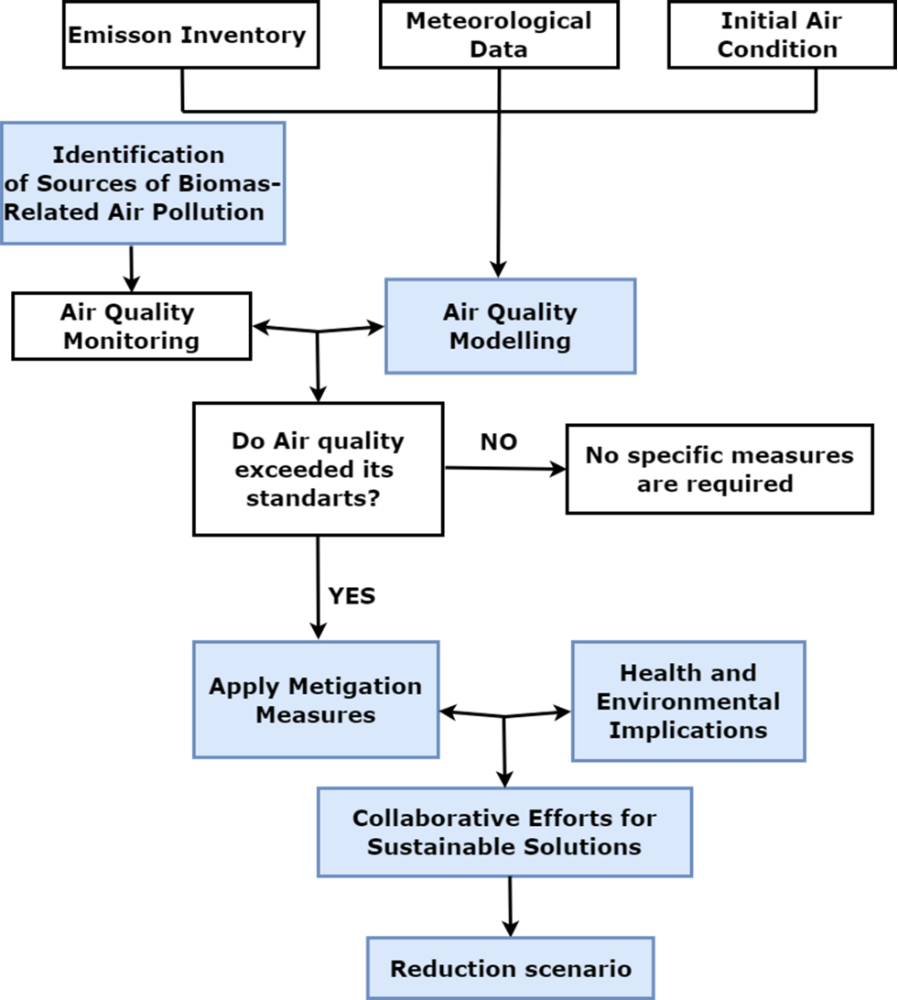 Emisson Inventory
Meteorological
Data
Initial Air
Condition
Identification
of Sources of Biomas-
Related Air Pollution
Air Quality
Monitoring
Air Quality
Modelling
Do Air quality
exceeded its
standarts?
NO
No specific measures
are required
YES
Apply Metigation
Measures
Health and
Environmental
Implications
Collaborative Efforts for
Sustainable Solutions
Reduction scenario